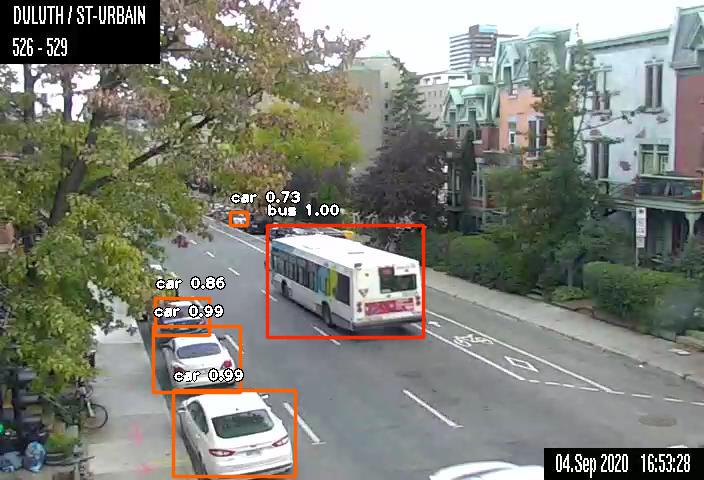 DULUTH / ST-URBAIN
526 - 529
car 0.73
bus 1.00
car 0.86
car 0.99
car 0.99
04.Sep 2020 16:53:28